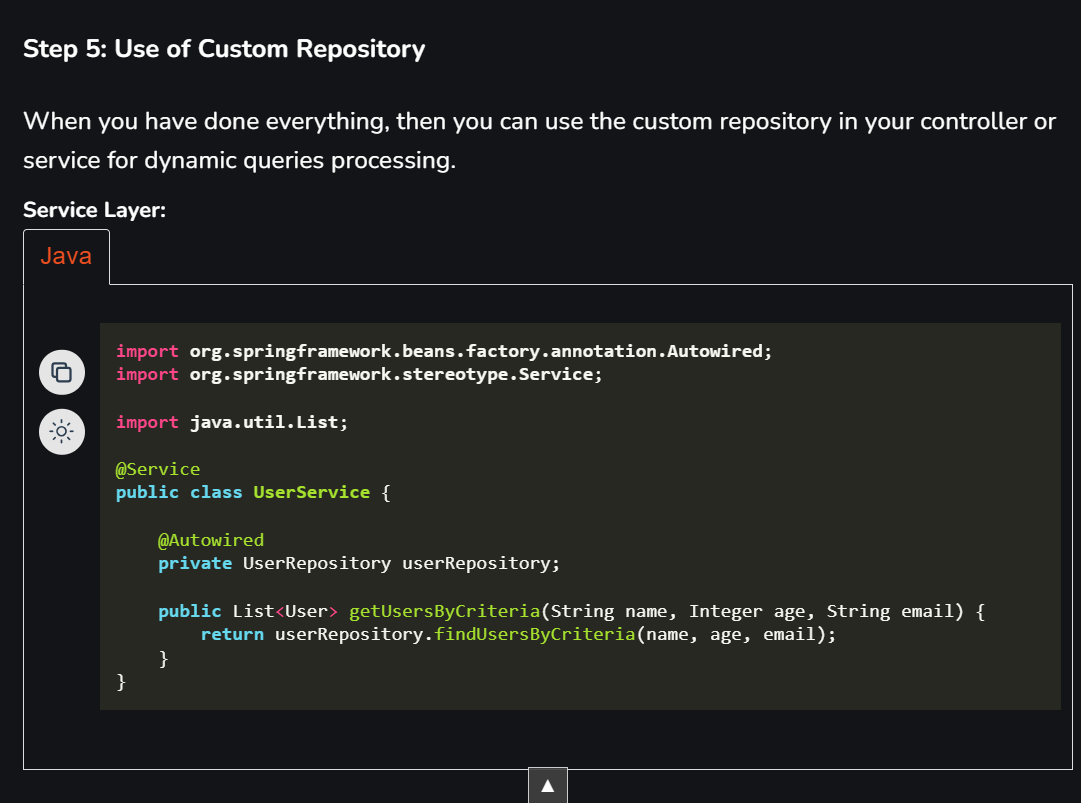 Step 5: Use of Custom Repository
When you have done everything, then you can use the custom repository in your controller or
service for dynamic queries processing.
Service Layer:
Java
import org.springframework.beans.factory.annotation.Autowired;
import org.springframework.stereotype.Service;
import java.util.List;
@Service
public class UserService {
@Autowired
private UserRepository userRepository;
public List<User> getUsersByCriteria(String name, Integer age, String email) {
return userRepository.findUsersByCriteria(name, age, email);
}
}